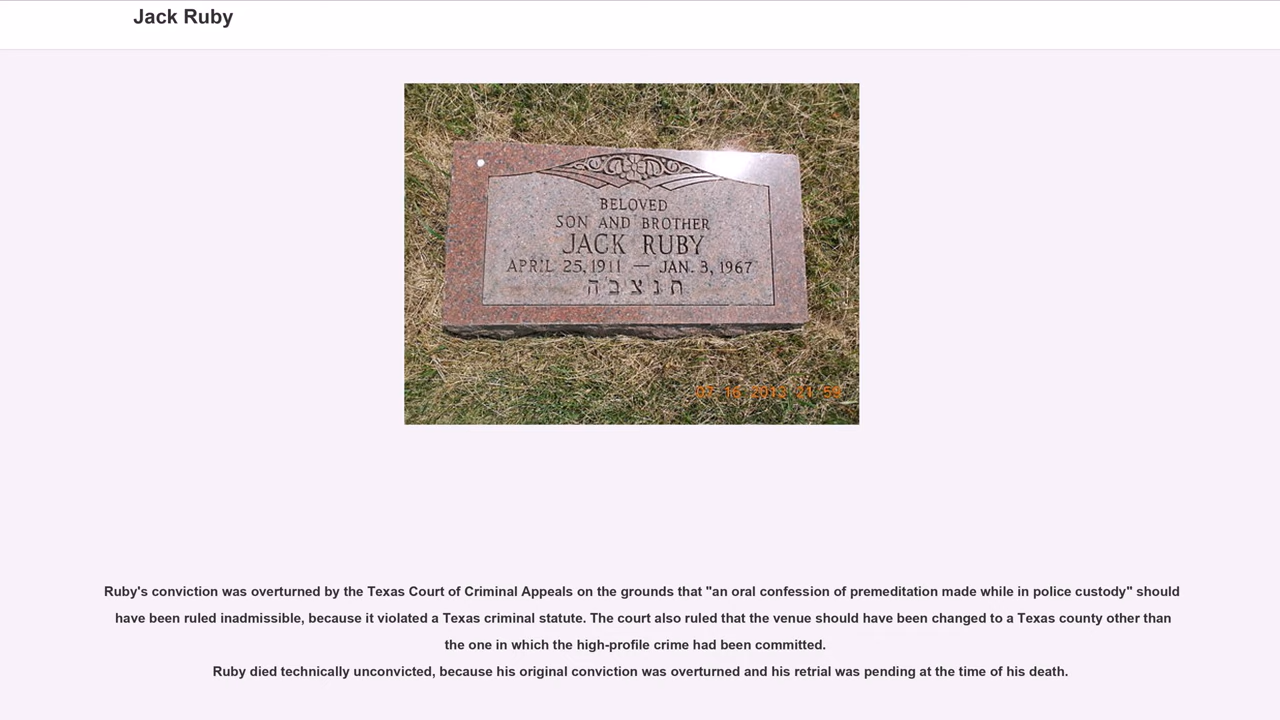 Jack Ruby
BELOVED
SON AND BROTHER
JACK RUBY
APRIL 25, 1911 — JAN. 3, 1967
ת נ צ ב ה
07 16 2013 21 58
Ruby's conviction was overturned by the Texas Court of Criminal Appeals on the grounds that "an oral confession of premeditation made while in police custody" should
have been ruled inadmissible, because it violated a Texas criminal statute. The court also ruled that the venue should have been changed to a Texas county other than
the one in which the high-profile crime had been committed.
Ruby died technically unconvicted, because his original conviction was overturned and his retrial was pending at the time of his death.